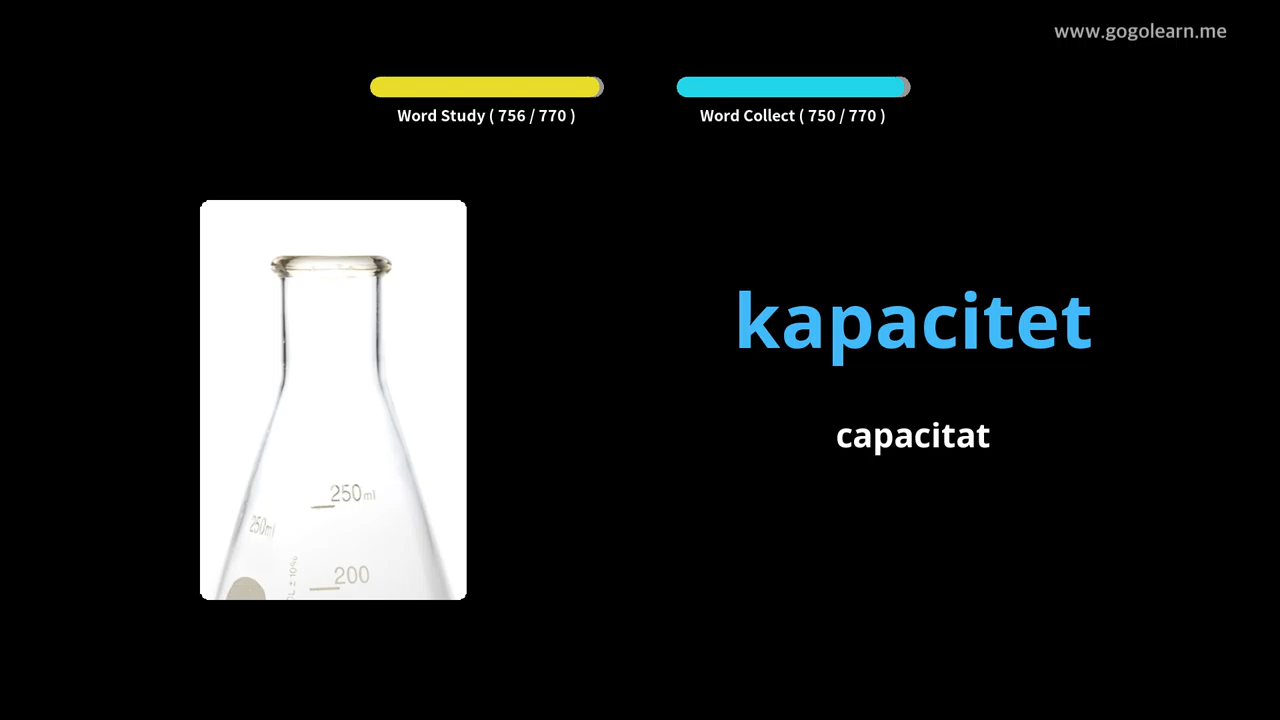 www.gogolearn.me
Word Study ( 756 / 770 )
Word Collect ( 750 / 770 )
kapacitet
capacitat
250ml
250ml
200